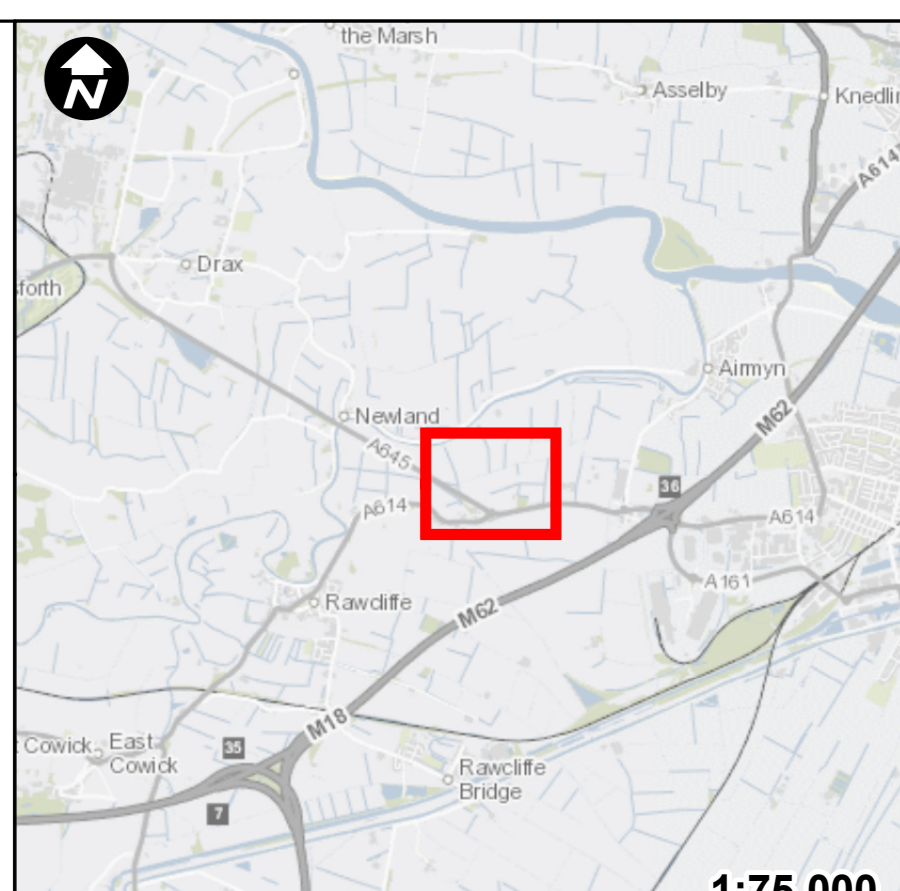 N
the Marsh
Asselby
Knedlin
A614
Drax
sforth
Airmyn
Newland
M62
A645
36
A614
A614
A161
Rawcliffe
M62
M18
Cowick
East
Cowick
35
Rawcliffe
Bridge
7
1:75,000